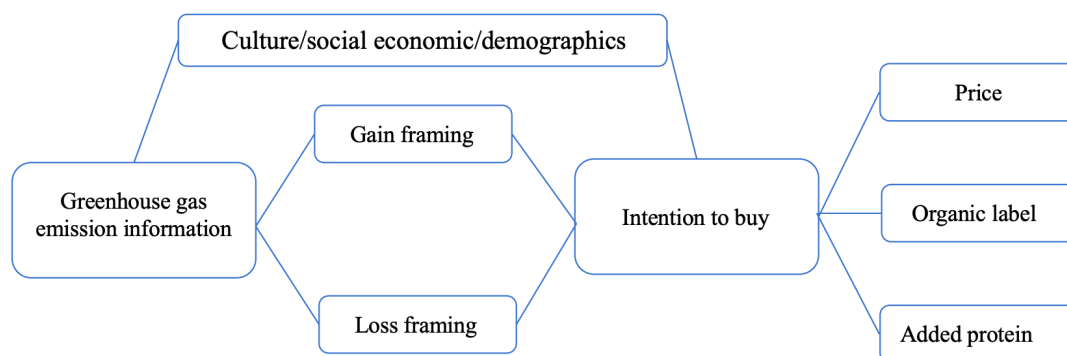 Culture/social economic/demographics
Price
Gain framing
Greenhouse gas
emission information
Intention to buy
Organic label
Loss framing
Added protein